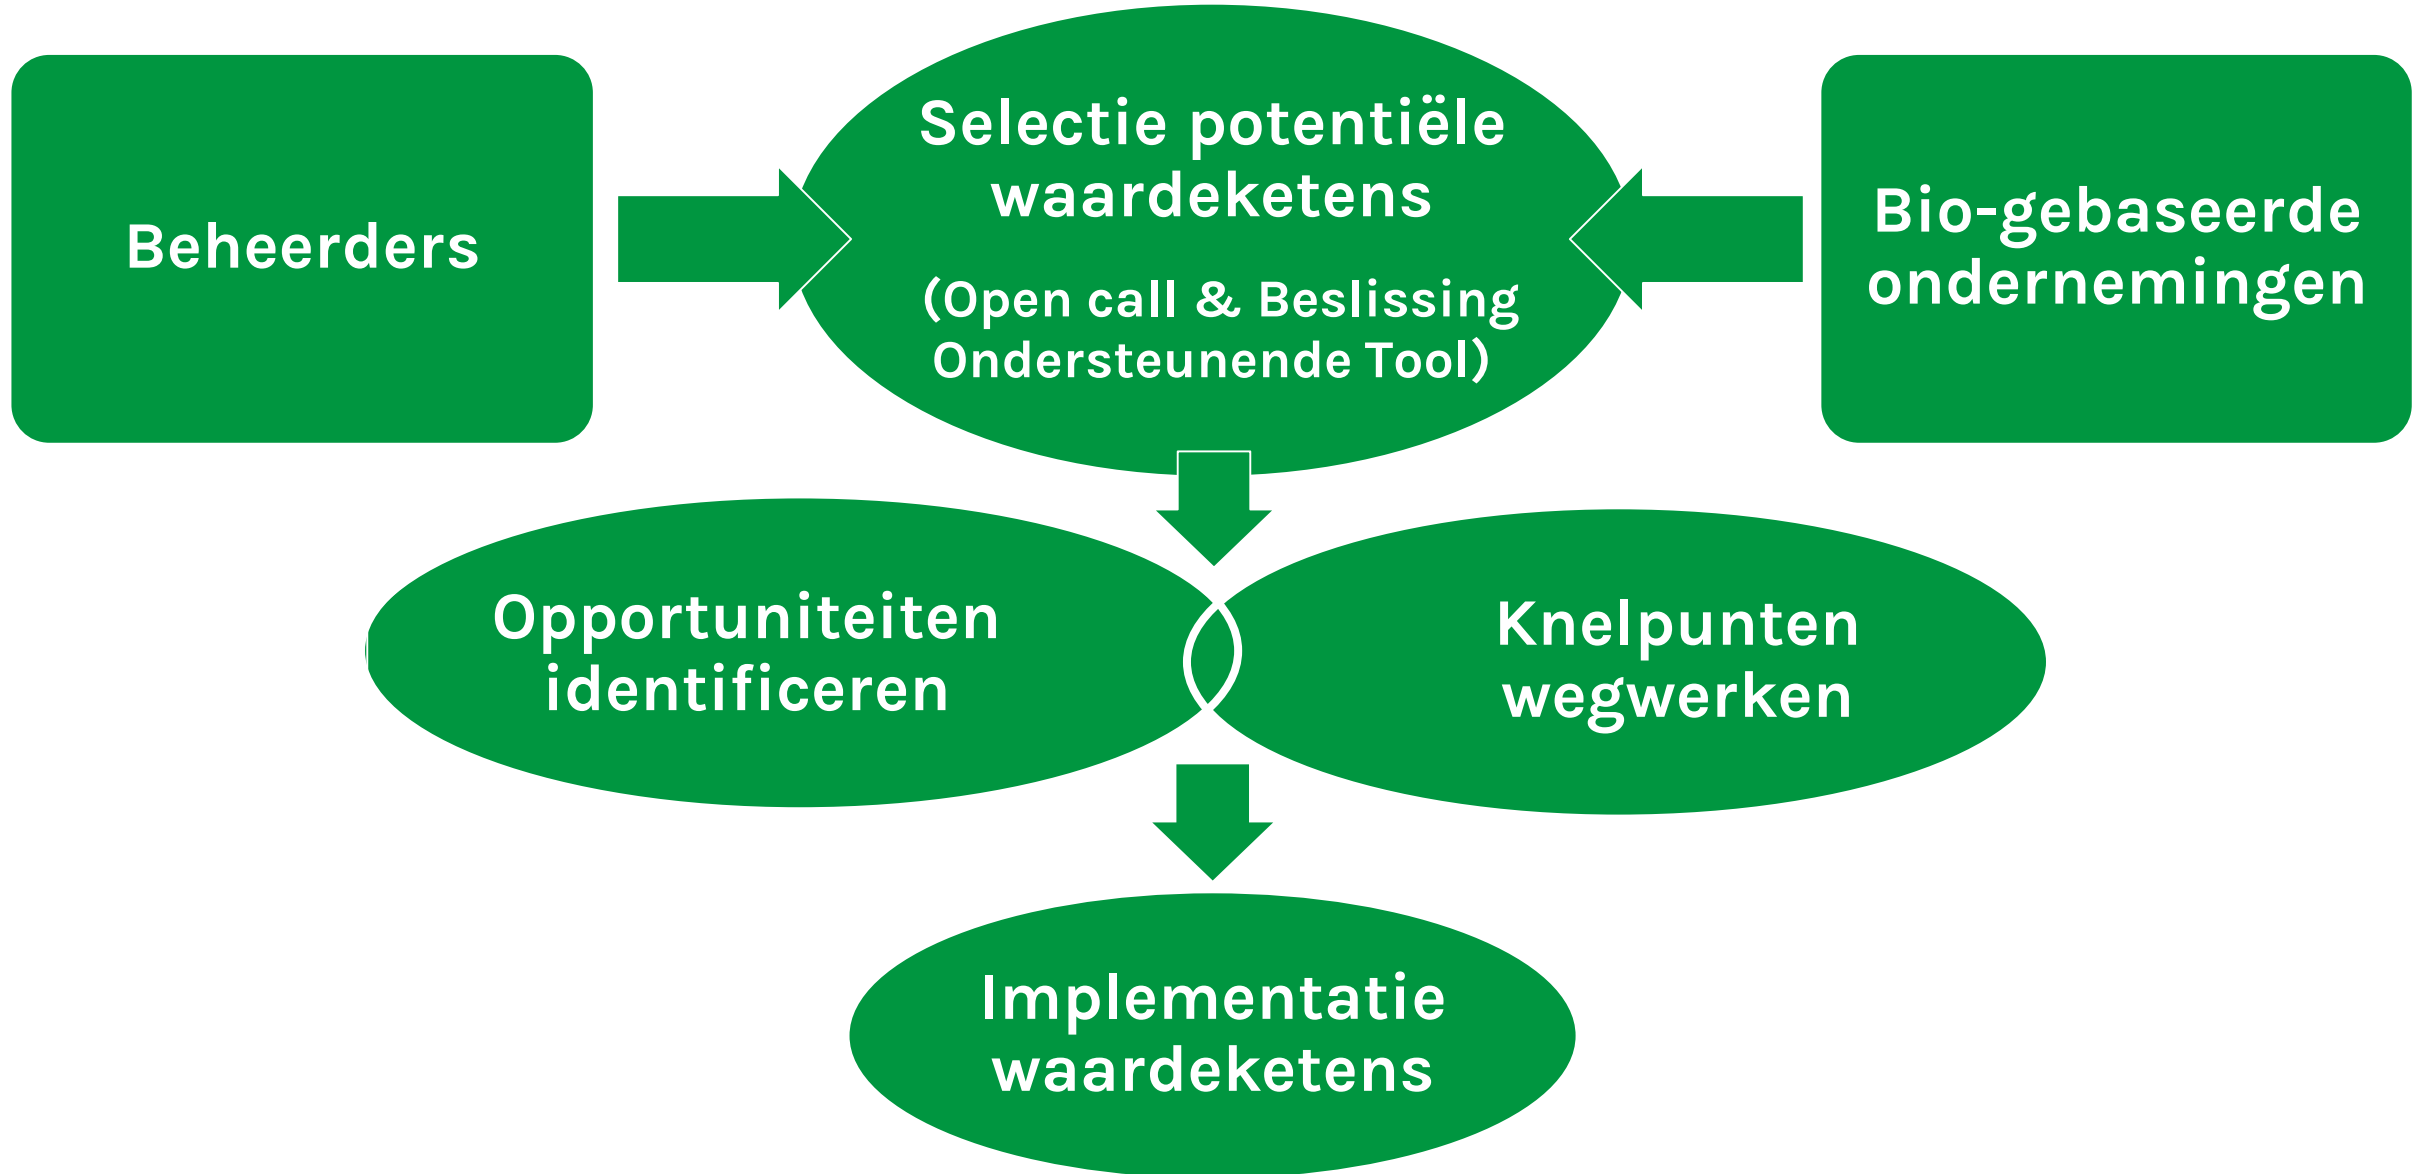 Beheerders
Selectie potentiële
waardeketens
(Open call & Beslissing
Ondersteunende Tool)
Bio-gebaseerde
ondernemingen
Opportuniteiten
identificeren
Knelpunten
wegwerken
Implementatie
waardeketens